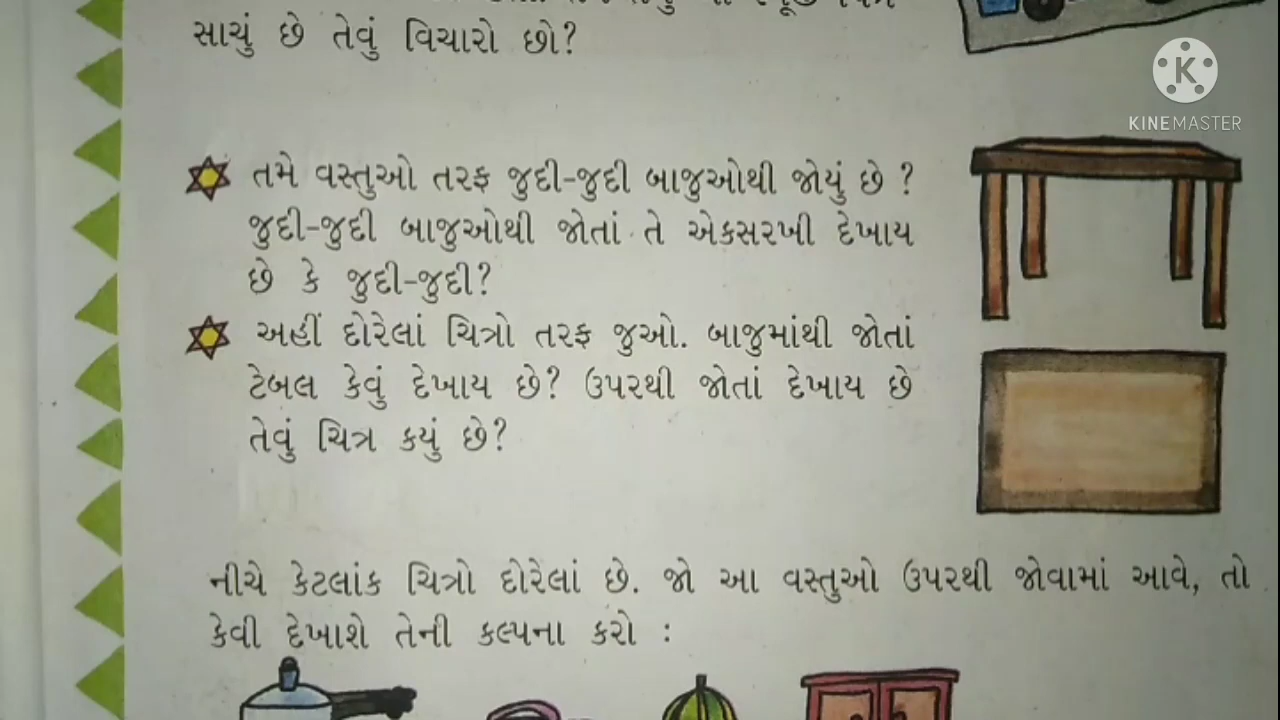 સાચું છે તેવું વિચારો છો?
KINEMASTER
તમે વસ્તુઓ તરફ જુદી-જુદી બાજુઓથી જોયું છે ?
જુદી-જુદી બાજુઓથી જોતાં તે એકસરખી દેખાય
છે કે જુદી-જુદી?
અહીં દોરેલાં ચિત્રો તરફ જુઓ. બાજુમાંથી જોતાં
ટેબલ કેવું દેખાય છે? ઉપરથી જોતાં દેખાય છે
તેવું ચિત્ર કયું છે?
નીચે કેટલાંક ચિત્રો દોરેલાં છે. જો આ વસ્તુઓ ઉપરથી જોવામાં આવે, તો
કેવી દેખાશે તેની કલ્પના કરો :